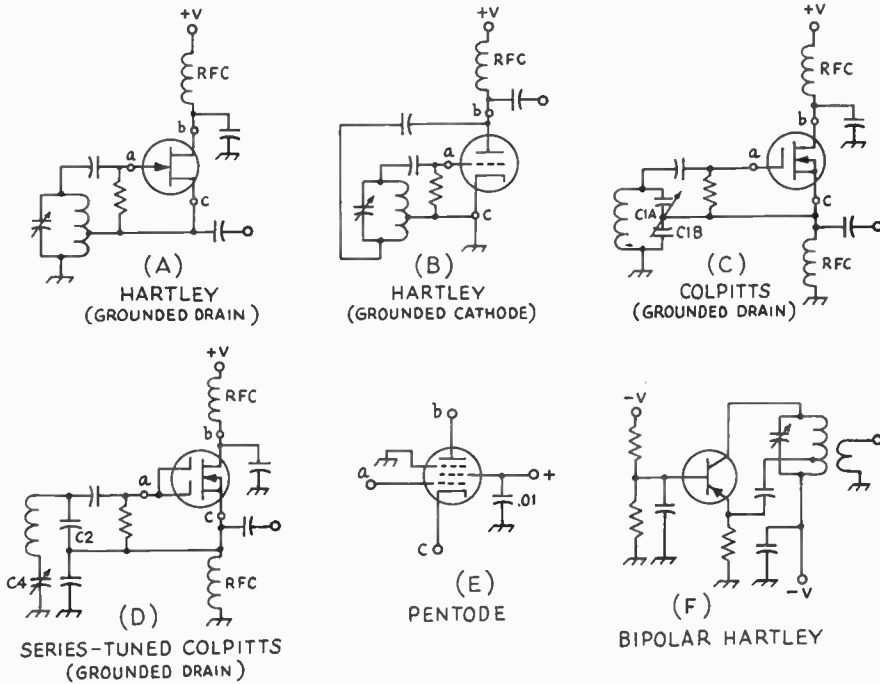 +V
RFC
b
a
c
(A)
HARTLEY
(GROUNDED DRAIN)
+V
RFC
b
a
c
(B)
HARTLEY
(GROUNDED CATHODE)
+V
RFC
b
a
c
C1A
C1B
RFC
(C)
COLPITTS
(GROUNDED DRAIN)
+V
RFC
b
a
c
C2
C4
RFC
(D)
SERIES-TUNED COLPITTS
(GROUNDED DRAIN)
b
a
+
.01
c
(E)
PENTODE
-V
-V
(F)
BIPOLAR HARTLEY